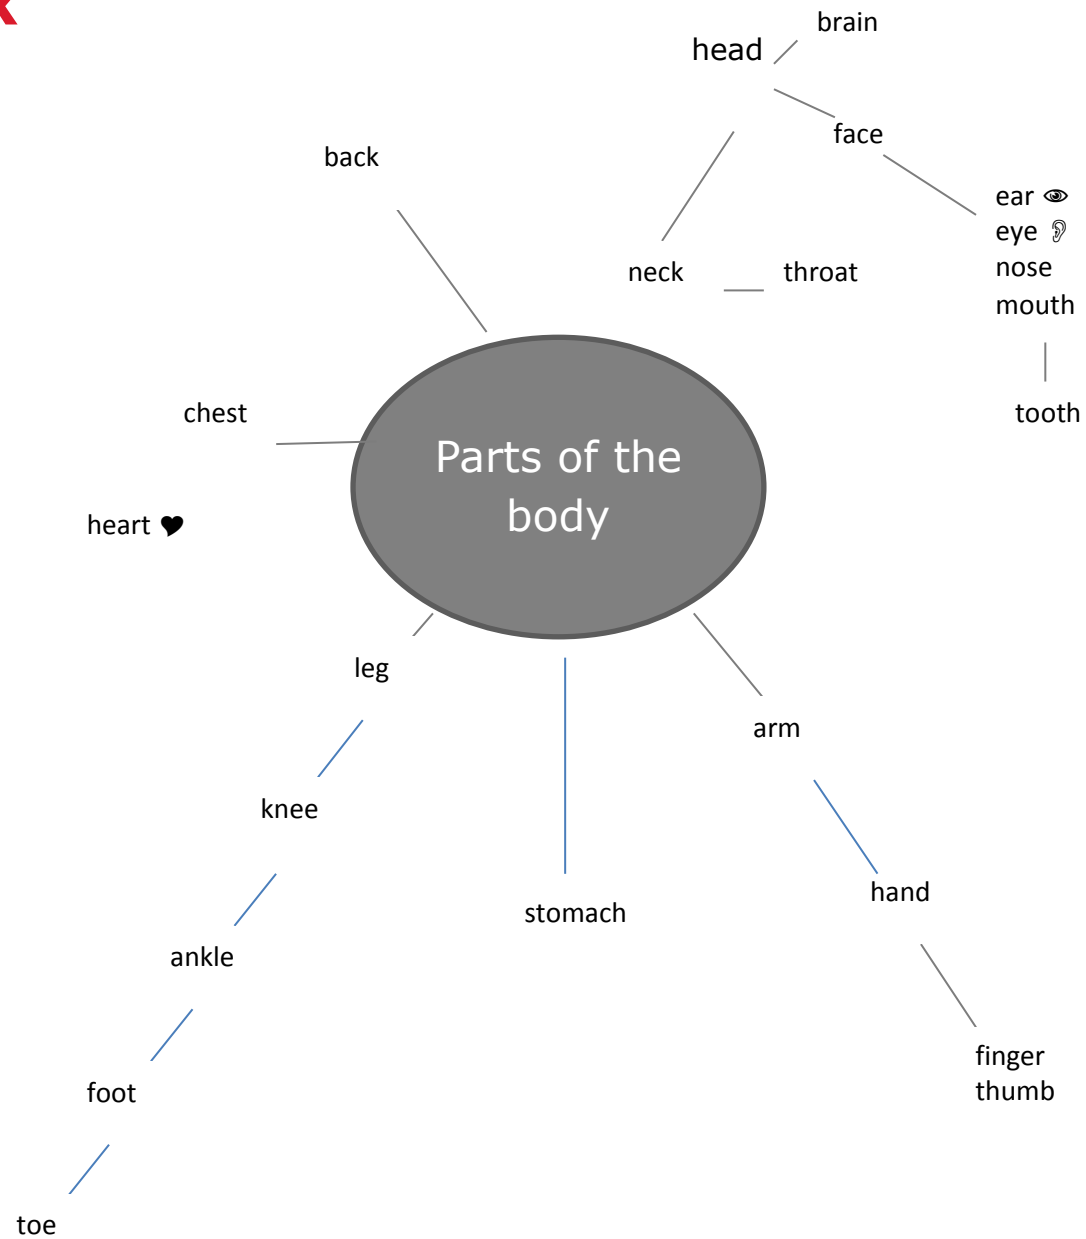 brain
head
face
back
ear 👁
eye 👂
nose
mouth
neck
throat
chest
tooth
Parts of the
body
heart ♥
leg
arm
knee
hand
stomach
ankle
finger
thumb
foot
toe